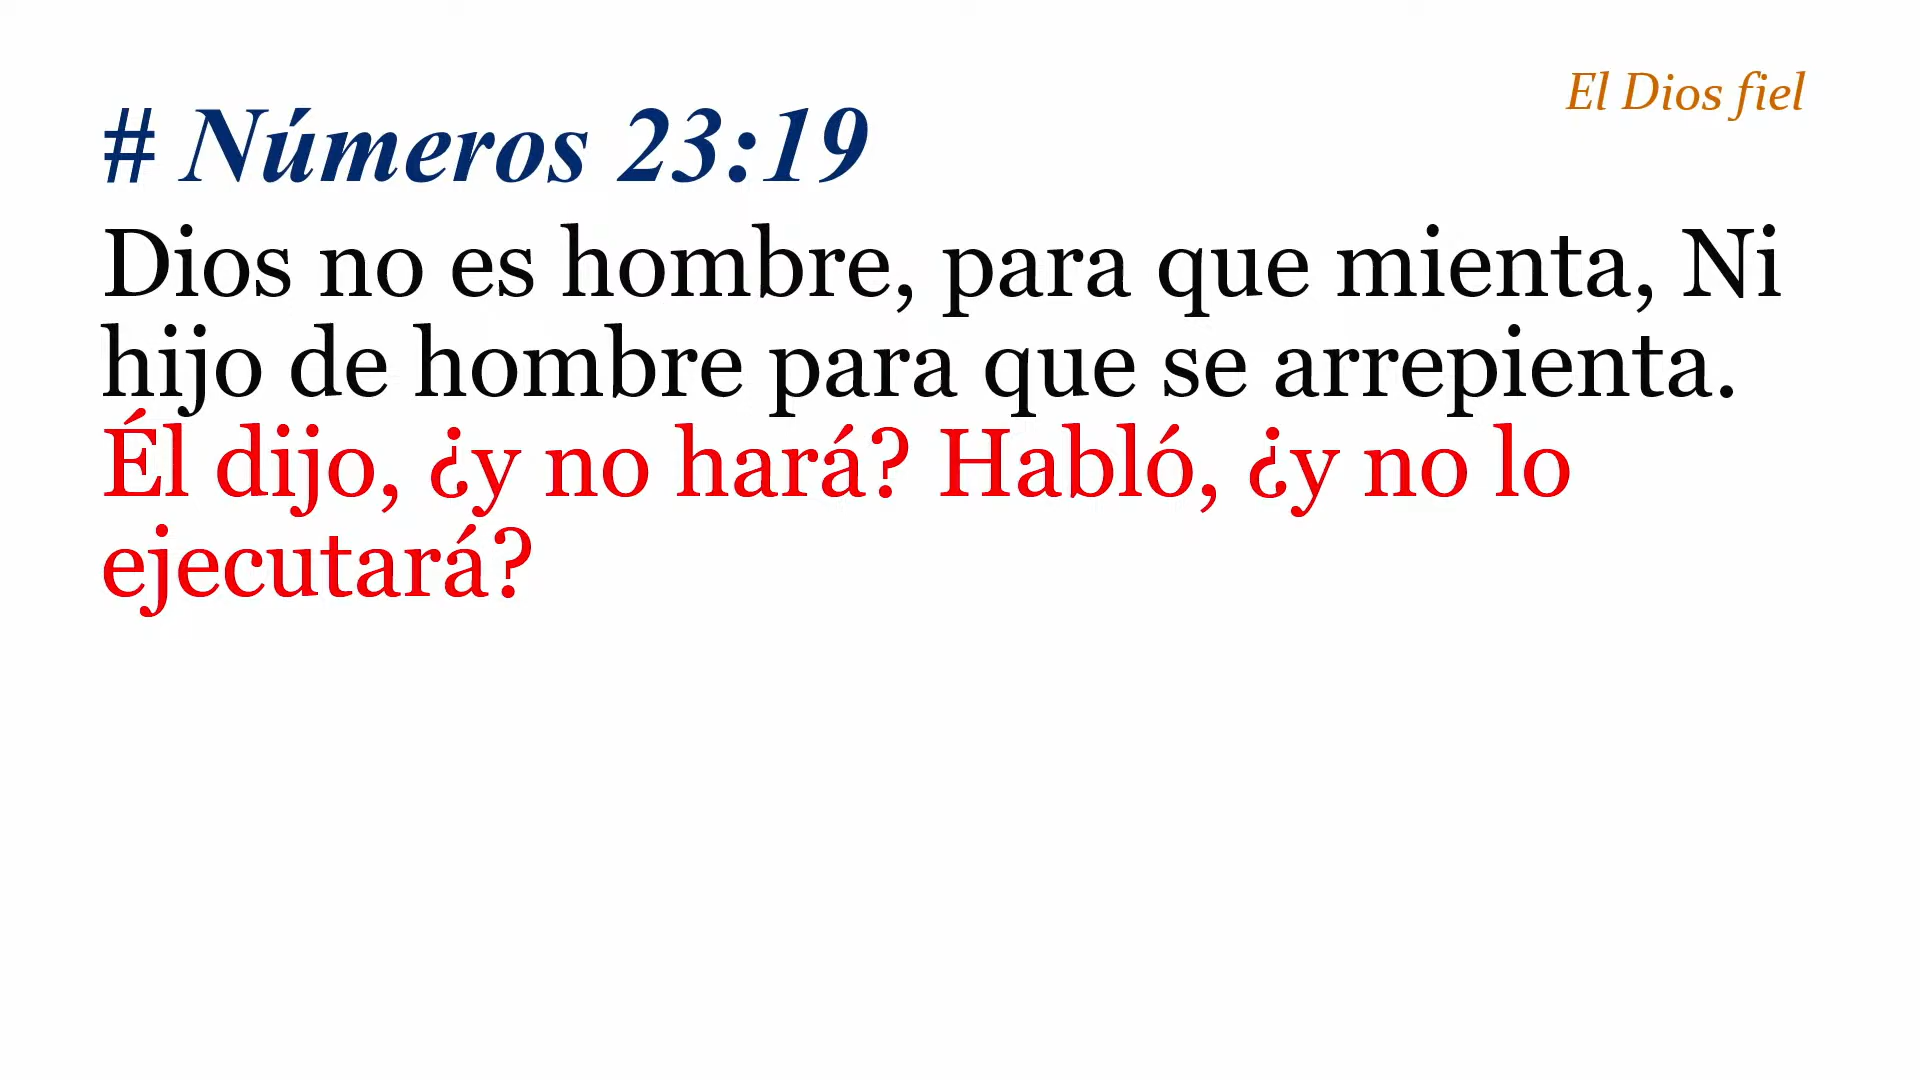 El Dios fiel
# Números 23:19
Dios no es hombre, para que mienta, Ni
hijo de hombre para que se arrepienta.
Él dijo, ¿y no hará? Habló, ¿y no lo
ejecutará?